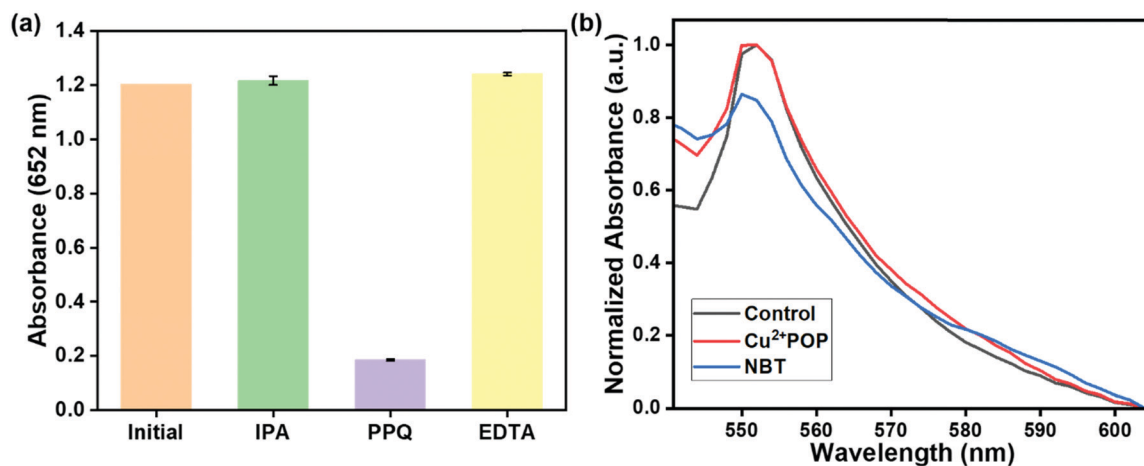 (a)
Absorbance (652 nm)
1.4
1.2
1.0
0.8
0.6
0.4
0.2
0.0
Initial IPA PPQ EDTA
(b)
Normalized Absorbance (a.u.)
1.0
0.8
0.6
0.4
0.2
0.0
Control
Cu²⁺POP
NBT
550 560 570 580 590 600
Wavelength (nm)